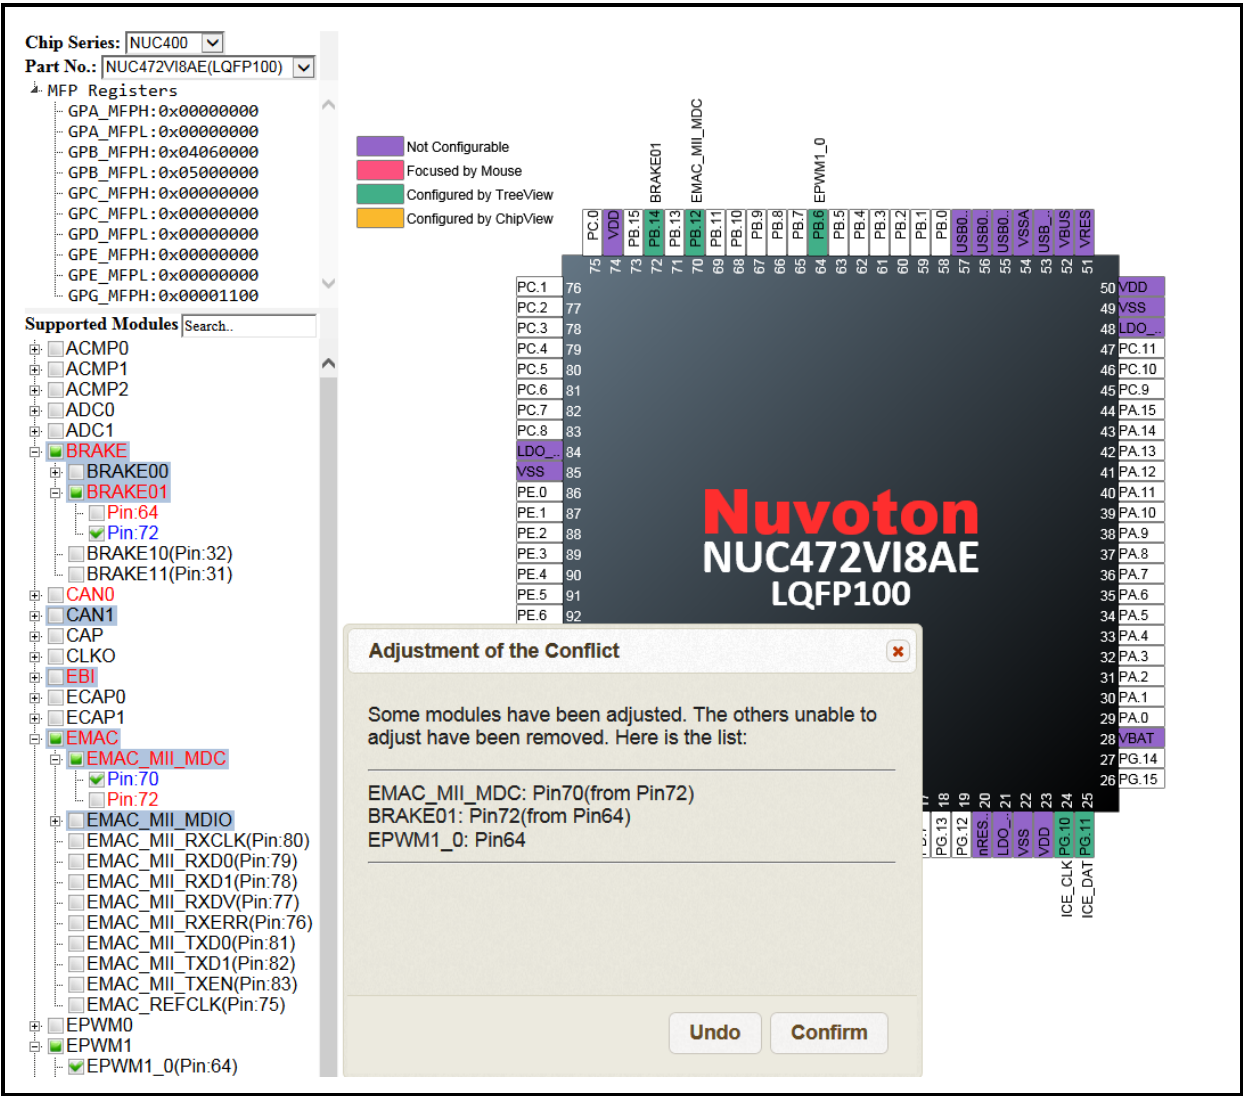 Chip Series: NUC400
Part No.: NUC472VI8AE(LQFP100)
MFP Registers
GPA_MFPH:0x00000000
GPA_MFPL:0x00000000
GPB_MFPH:0x04060000
GPB_MFPL:0x05000000
GPC_MFPH:0x00000000
GPC_MFPL:0x00000000
GPD_MFPL:0x00000000
GPE_MFPH:0x00000000
GPE_MFPL:0x00000000
GPG_MFPH:0x00001100
Supported Modules Search..
ACMP0
ACMP1
ACMP2
ADC0
ADC1
BRAKE
BRAKE00
BRAKE01
Pin:64
Pin:72
BRAKE10(Pin:32)
BRAKE11(Pin:31)
CAN0
CAN1
CAP
CLKO
EBI
ECAP0
ECAP1
EMAC
EMAC_MII_MDC
Pin:70
Pin:72
EMAC_MII_MDIO
EMAC_MII_RXCLK(Pin:80)
EMAC_MII_RXD0(Pin:79)
EMAC_MII_RXD1(Pin:78)
EMAC_MII_RXDV(Pin:77)
EMAC_MII_RXERR(Pin:76)
EMAC_MII_TXD0(Pin:81)
EMAC_MII_TXD1(Pin:82)
EMAC_MII_TXEN(Pin:83)
EMAC_REFCLK(Pin:75)
EPWM0
EPWM1
EPWM1_0(Pin:64)
Not Configurable
Focused by Mouse
Configured by TreeView
Configured by ChipView
BRAKE01
EMAC_MII_MDC
EPWM1_0
PC.0
VDD
PB.15
PB.14
PB.13
PB.12
PB.11
PB.10
PB.9
PB.8
PB.7
PB.6
PB.5
PB.4
PB.3
PB.2
PB.1
PB.0
USB0..
USB0..
USB0..
VSSA
USB_..
VBUS
VRES
75
74
73
72
71
70
69
68
67
66
65
64
63
62
61
60
59
58
57
56
55
54
53
52
51
PC.1 76
PC.2 77
PC.3 78
PC.4 79
PC.5 80
PC.6 81
PC.7 82
PC.8 83
LDO_.. 84
VSS 85
PE.0 86
PE.1 87
PE.2 88
PE.3 89
PE.4 90
PE.5 91
PE.6 92
Nuvoton
NUC472VI8AE
LQFP100
50 VDD
49 VSS
48 LDO_..
47 PC.11
46 PC.10
45 PC.9
44 PA.15
43 PA.14
42 PA.13
41 PA.12
40 PA.11
39 PA.10
38 PA.9
37 PA.8
36 PA.7
35 PA.6
34 PA.5
33 PA.4
32 PA.3
31 PA.2
30 PA.1
29 PA.0
28 VBAT
27 PG.14
26 PG.15
18
19
20
21
22
23
24
25
PG.13
PG.12
nRES..
LDO_..
VSS
VDD
PG.10
PG.11
ICE_CLK
ICE_DAT
Adjustment of the Conflict
Some modules have been adjusted. The others unable to
adjust have been removed. Here is the list:
EMAC_MII_MDC: Pin70(from Pin72)
BRAKE01: Pin72(from Pin64)
EPWM1_0: Pin64
Undo
Confirm